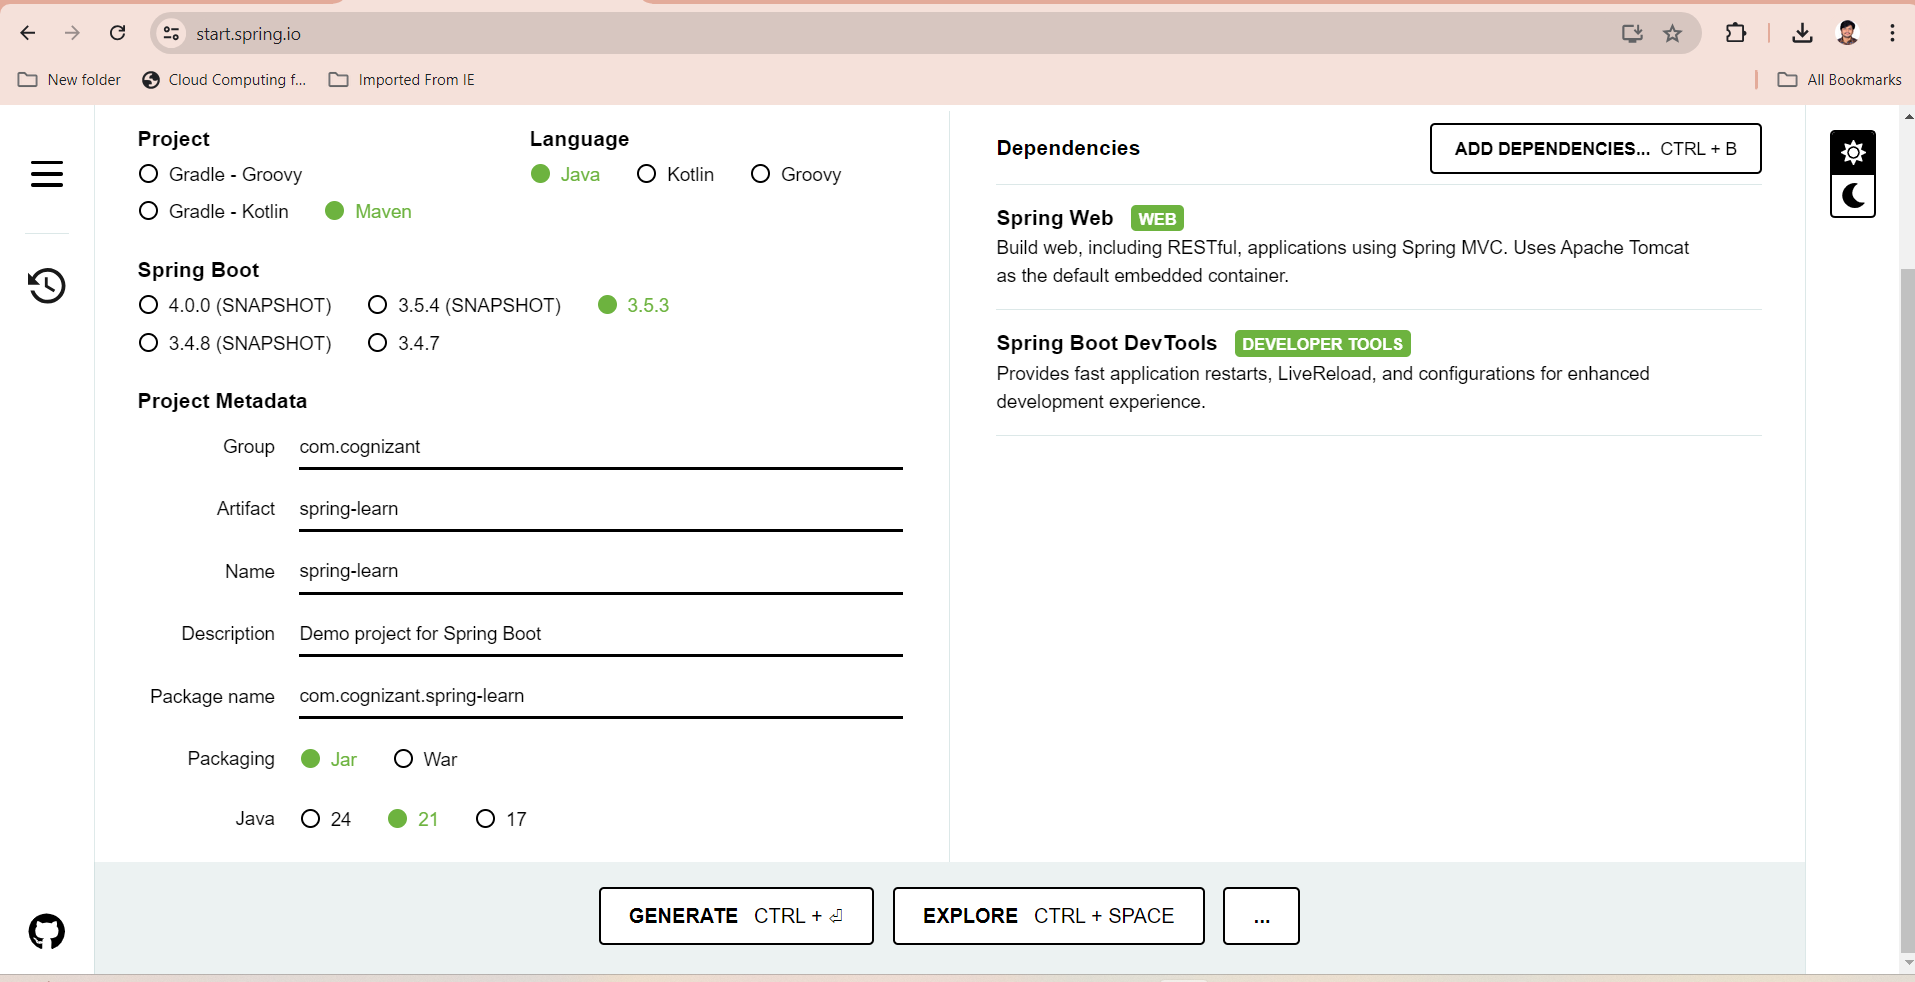 start.spring.io
New folder
Cloud Computing f...
Imported From IE
All Bookmarks
Project
Gradle - Groovy
Gradle - Kotlin
Maven
Language
Java
Kotlin
Groovy
Spring Boot
4.0.0 (SNAPSHOT)
3.5.4 (SNAPSHOT)
3.5.3
3.4.8 (SNAPSHOT)
3.4.7
Project Metadata
Group com.cognizant
Artifact spring-learn
Name spring-learn
Description Demo project for Spring Boot
Package name com.cognizant.spring-learn
Packaging Jar War
Java 24 21 17
Dependencies
ADD DEPENDENCIES... CTRL + B
Spring Web WEB
Build web, including RESTful, applications using Spring MVC. Uses Apache Tomcat
as the default embedded container.
Spring Boot DevTools DEVELOPER TOOLS
Provides fast application restarts, LiveReload, and configurations for enhanced
development experience.
GENERATE CTRL + ⏎
EXPLORE CTRL + SPACE
...